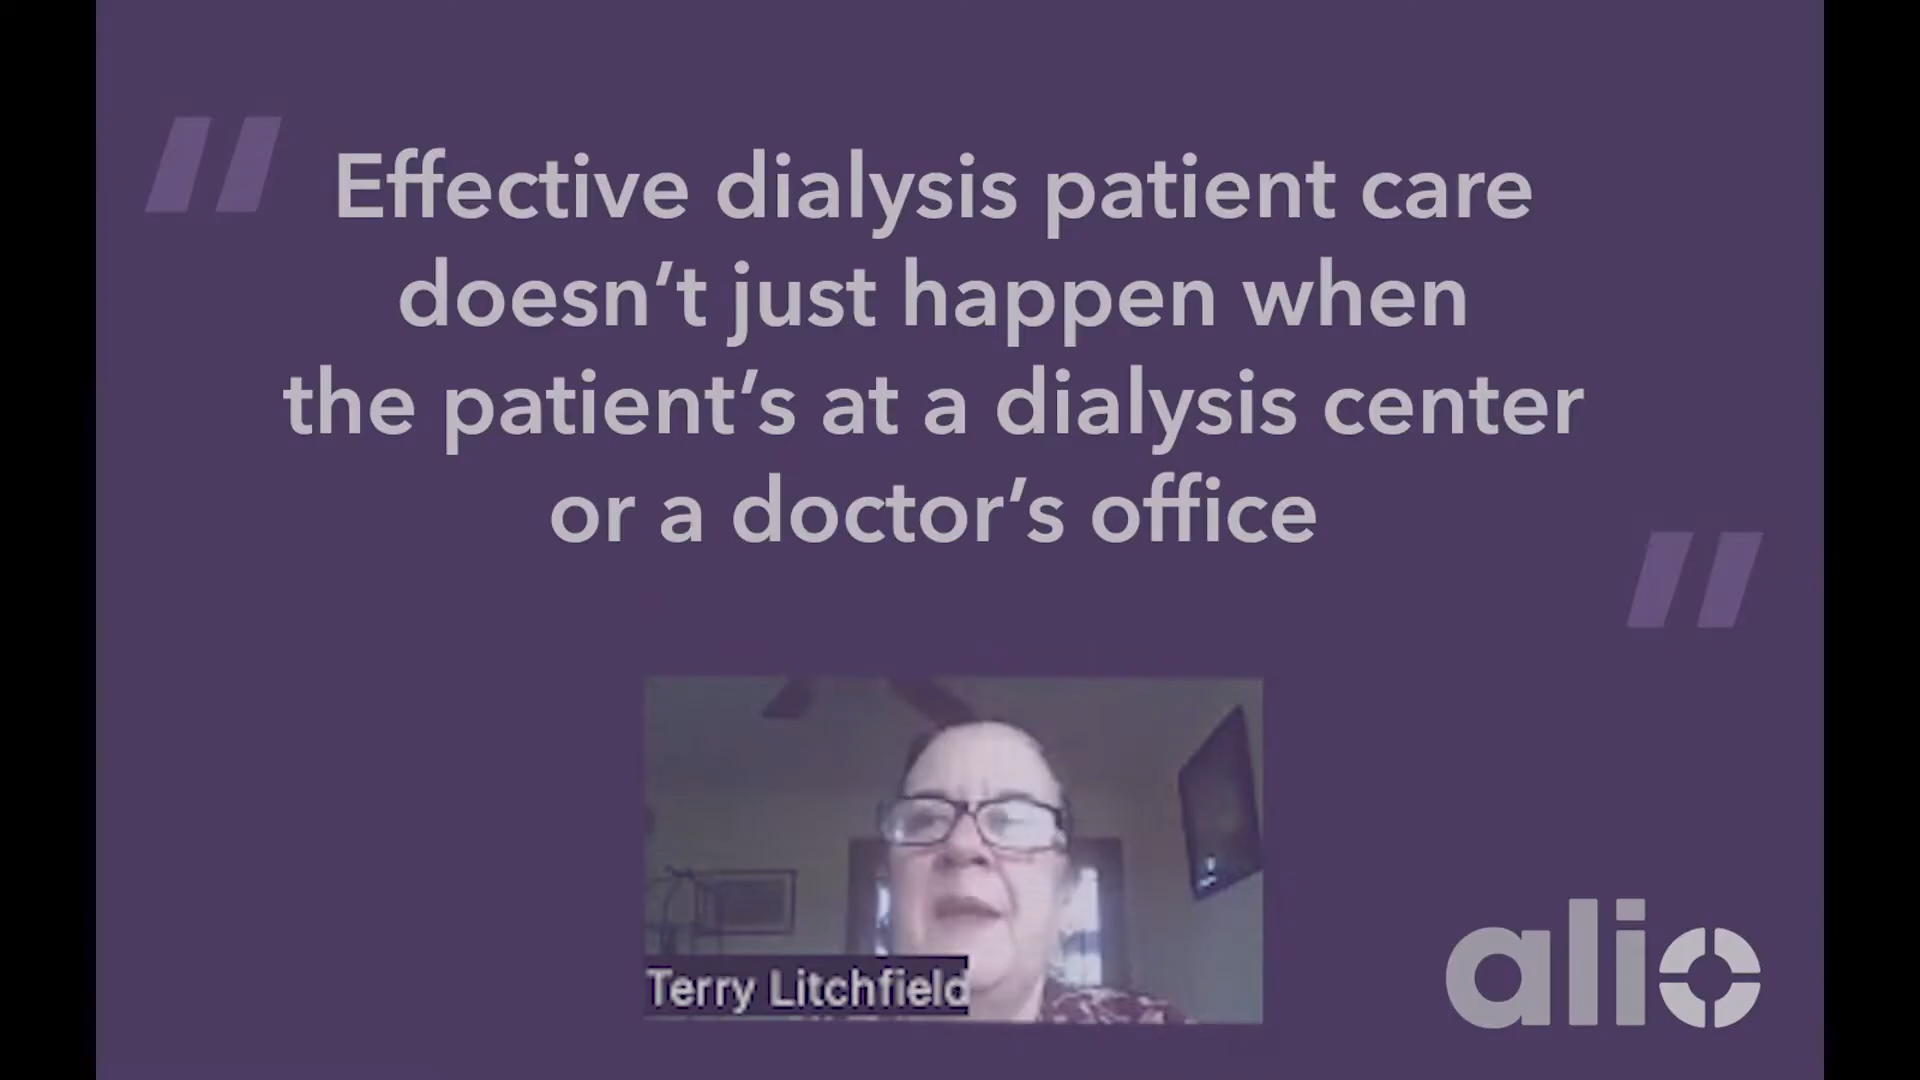 "
Effective dialysis patient care
doesn’t just happen when
the patient’s at a dialysis center
or a doctor’s office
"
Terry Litchfield
alio